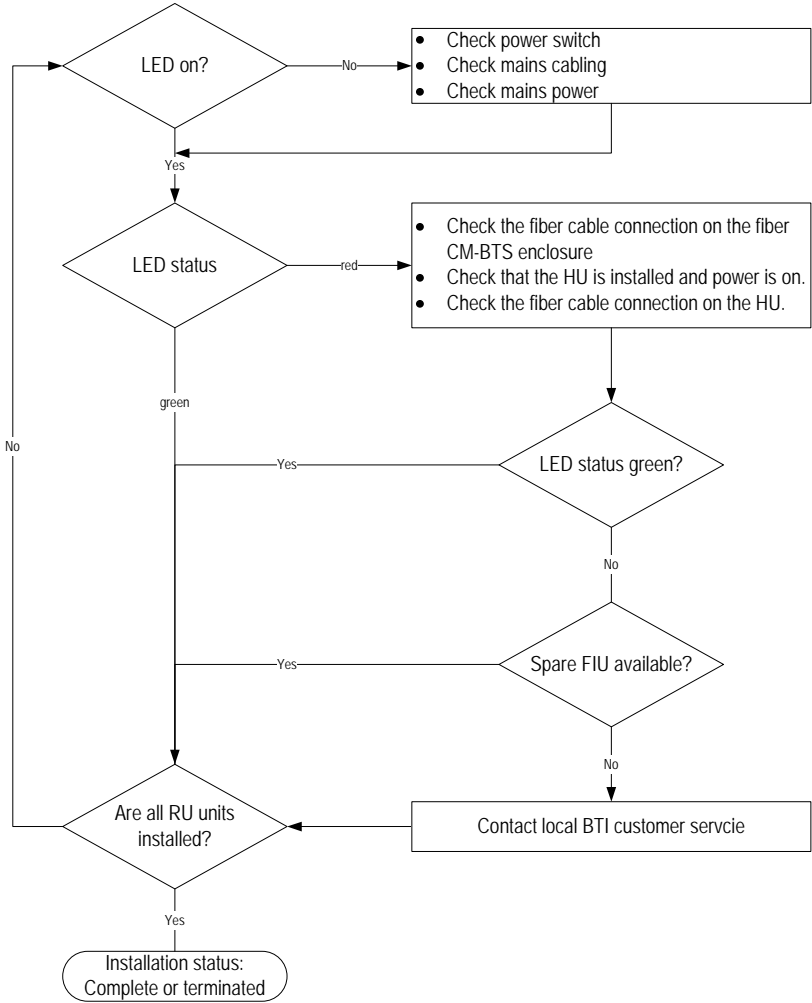 LED on?
No
• Check power switch
• Check mains cabling
• Check mains power
Yes
LED status
red
• Check the fiber cable connection on the fiber
CM-BTS enclosure
• Check that the HU is installed and power is on.
• Check the fiber cable connection on the HU.
green
No
LED status green?
Yes
No
Spare FIU available?
Yes
No
Are all RU units
installed?
Contact local BTI customer servcie
Yes
Installation status:
Complete or terminated